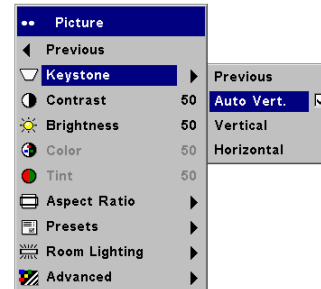 Picture
Previous
Keystone
Contrast 50
Brightness 50
Color 50
Tint 50
Aspect Ratio
Presets
Room Lighting
Advanced
Previous
Auto Vert.
Vertical
Horizontal